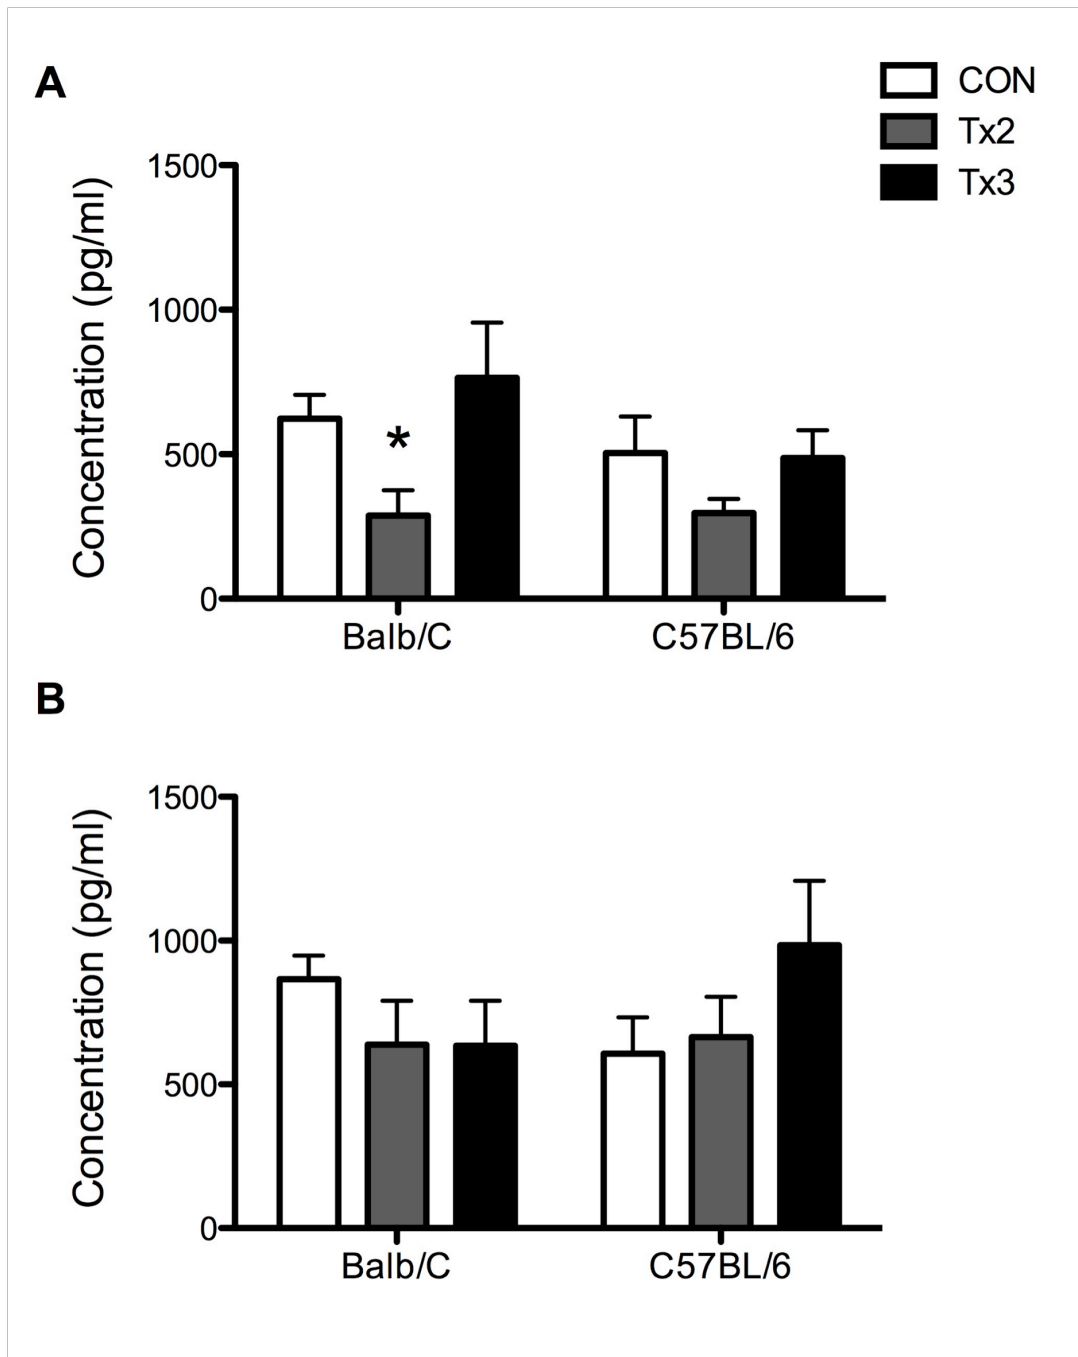 A
CON
Tx2
Tx3
Concentration (pg/ml)
1500
1000
500
0
*
Balb/C
C57BL/6
B
Concentration (pg/ml)
1500
1000
500
0
Balb/C
C57BL/6